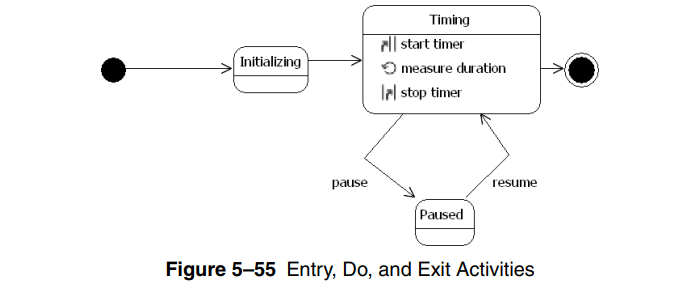 Timing
start timer
Initializing
measure duration
stop timer
pause
resume
Paused
Figure 5–55 Entry, Do, and Exit Activities